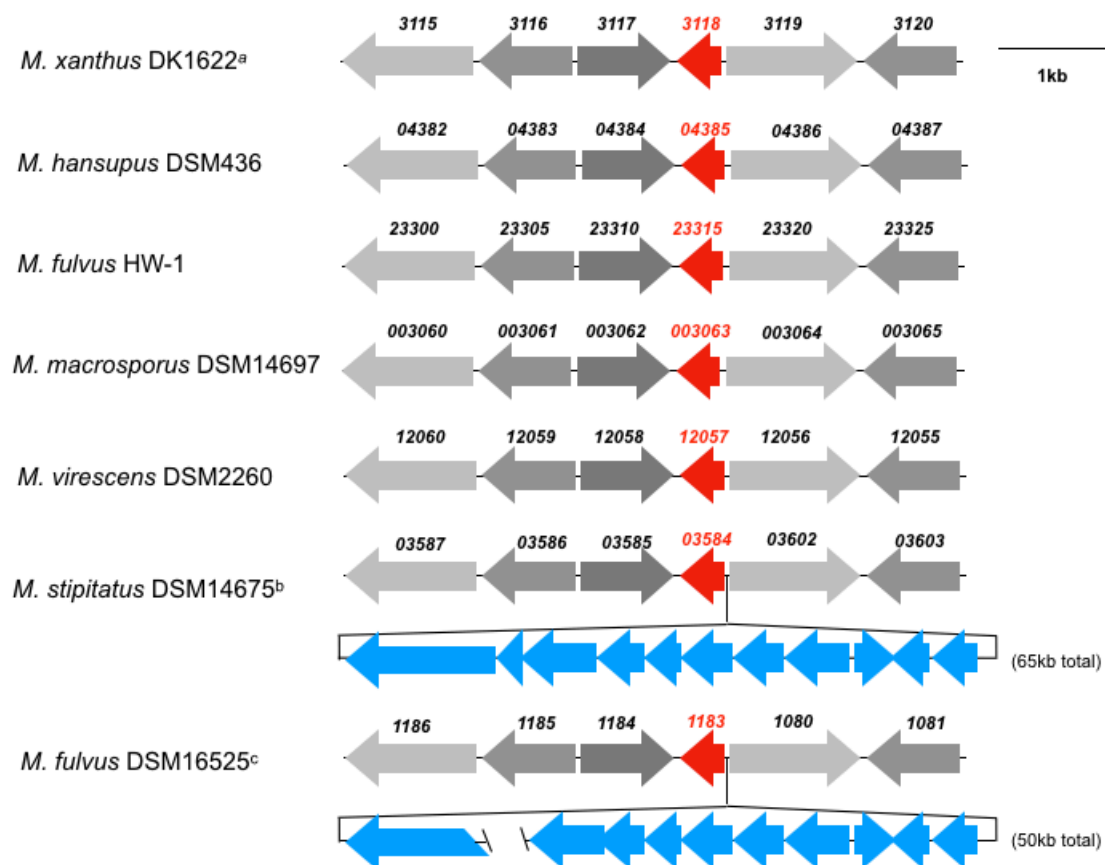 3115 3116 3117 3118 3119 3120
M. xanthus DK1622ᵃ
1kb
04382 04383 04384 04385 04386 04387
M. hansupus DSM436
23300 23305 23310 23315 23320 23325
M. fulvus HW-1
003060 003061 003062 003063 003064 003065
M. macrosporus DSM14697
12060 12059 12058 12057 12056 12055
M. virescens DSM2260
03587 03586 03585 03584 03602 03603
M. stipitatus DSM14675ᵇ
(65kb total)
1186 1185 1184 1183 1080 1081
M. fulvus DSM16525ᶜ
(50kb total)